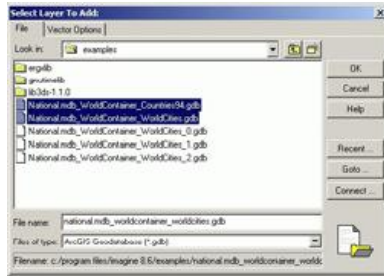 Select Layer To Add:
File Vector Options
Look in: examples
OK
Cancel
Help
Recent ...
Goto ...
Connect ...
ergxlib
gnutimelib
lib3ds-1.1.0
National.mdb_WorldContainer_Countries94.gdb
National.mdb_WorldContainer_WorldCities.gdb
National.mdb_WorldContainer_WorldCities_0.gdb
National.mdb_WorldContainer_WorldCities_1.gdb
National.mdb_WorldContainer_WorldCities_2.gdb
File name: national.mdb_worldcontainer_worldcities.gdb
Files of type: ArcGIS Geodatabase (*.gdb)
Filename: c:/program files/imagine 8.6/examples/national.mdb_worldcontainer_worldc